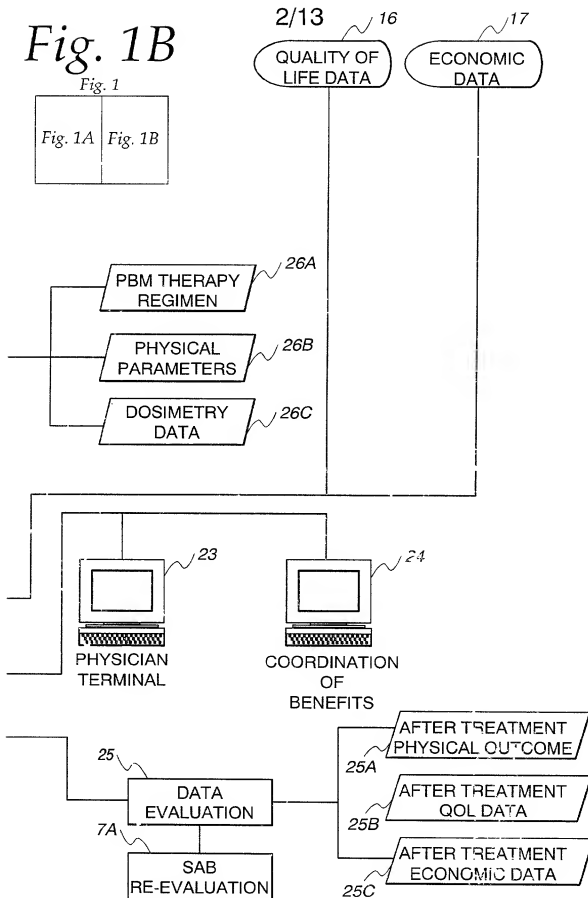 Fig. 1B
2/13
Fig. 1
Fig. 1A
Fig. 1B
16
QUALITY OF
LIFE DATA
17
ECONOMIC
DATA
26A
PBM THERAPY
REGIMEN
26B
PHYSICAL
PARAMETERS
26C
DOSIMETRY
DATA
23
PHYSICIAN
TERMINAL
24
COORDINATION
OF
BENEFITS
25
DATA
EVALUATION
7A
SAB
RE-EVALUATION
AFTER TREATMENT
PHYSICAL OUTCOME
25A
AFTER TREATMENT
QOL DATA
25B
AFTER TREATMENT
ECONOMIC DATA
25C